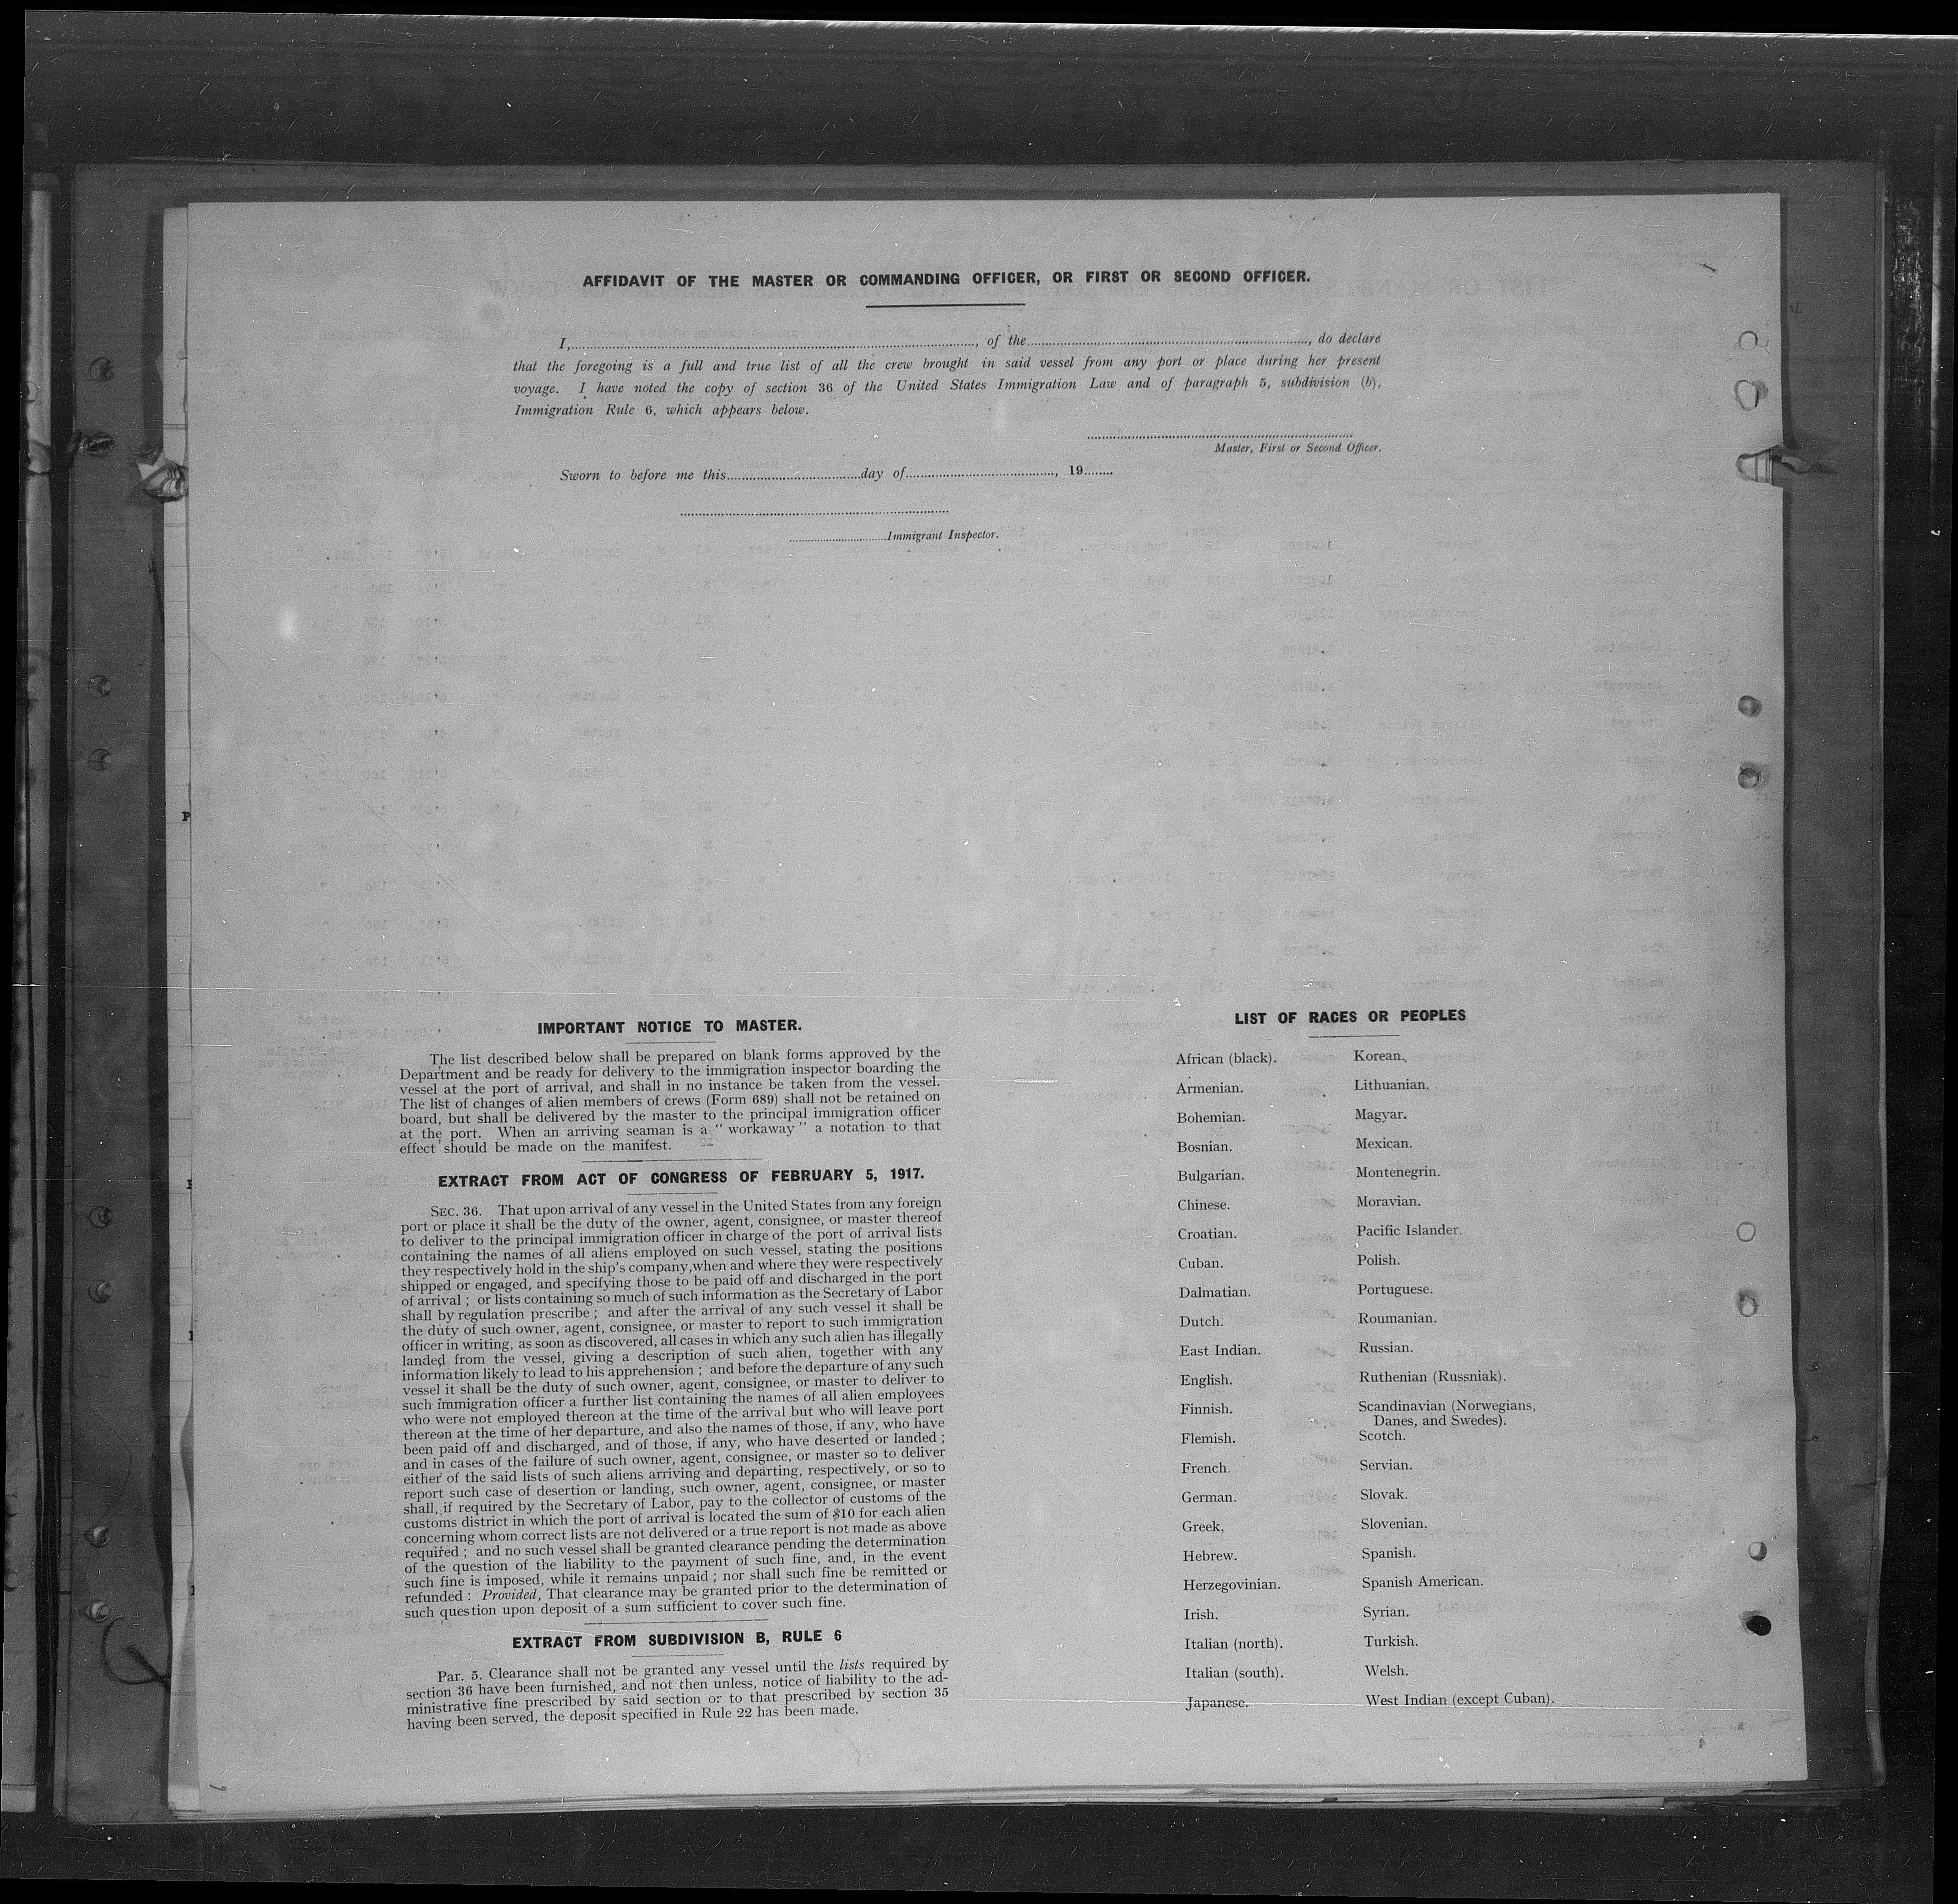 AFFIDAVIT OF THE MASTER OR COMMANDING OFFICER, OR FIRST OR SECOND OFFICER.
I,........................................, of the........................................, do declare
that the foregoing is a full and true list of all the crew brought in said vessel from any port or place during her present
voyage. I have noted the copy of section 36 of the United States Immigration Law and of paragraph 5, subdivision (b),
Immigration Rule 6, which appears below.
Master, First or Second Officer.
Sworn to before me this....................day of...................., 19........
....................Immigrant Inspector.
IMPORTANT NOTICE TO MASTER.
The list described below shall be prepared on blank forms approved by the
Department and be ready for delivery to the immigration inspector boarding the
vessel at the port of arrival, and shall in no instance be taken from the vessel.
The list of changes of alien members of crews (Form 689) shall not be retained on
board, but shall be delivered by the master to the principal immigration officer
at the port. When an arriving seaman is a " workaway " a notation to that
effect should be made on the manifest.
EXTRACT FROM ACT OF CONGRESS OF FEBRUARY 5, 1917.
SEC. 36. That upon arrival of any vessel in the United States from any foreign
port or place it shall be the duty of the owner, agent, consignee, or master thereof
to deliver to the principal immigration officer in charge of the port of arrival lists
containing the names of all aliens employed on such vessel, stating the positions
they respectively hold in the ship's company,when and where they were respectively
shipped or engaged, and specifying those to be paid off and discharged in the port
of arrival ; or lists containing so much of such information as the Secretary of Labor
shall by regulation prescribe ; and after the arrival of any such vessel it shall be
the duty of such owner, agent, consignee, or master to report to such immigration
officer in writing, as soon as discovered, all cases in which any such alien has illegally
landed from the vessel, giving a description of such alien, together with any
information likely to lead to his apprehension ; and before the departure of any such
vessel it shall be the duty of such owner, agent, consignee, or master to deliver to
such immigration officer a further list containing the names of all alien employees
who were not employed thereon at the time of the arrival but who will leave port
thereon at the time of her departure, and also the names of those, if any, who have
been paid off and discharged, and of those, if any, who have deserted or landed ;
and in cases of the failure of such owner, agent, consignee, or master so to deliver
either of the said lists of such aliens arriving and departing, respectively, or so to
report such case of desertion or landing, such owner, agent, consignee, or master
shall, if required by the Secretary of Labor, pay to the collector of customs of the
customs district in which the port of arrival is located the sum of $10 for each alien
concerning whom correct lists are not delivered or a true report is not made as above
required ; and no such vessel shall be granted clearance pending the determination
of the question of the liability to the payment of such fine, and, in the event
such fine is imposed, while it remains unpaid ; nor shall such fine be remitted or
refunded : Provided, That clearance may be granted prior to the determination of
such question upon deposit of a sum sufficient to cover such fine.
EXTRACT FROM SUBDIVISION B, RULE 6
Par. 5. Clearance shall not be granted any vessel until the lists required by
section 36 have been furnished, and not then unless, notice of liability to the ad-
ministrative fine prescribed by said section or to that prescribed by section 35
having been served, the deposit specified in Rule 22 has been made.
LIST OF RACES OR PEOPLES
African (black).
Armenian.
Bohemian.
Bosnian.
Bulgarian.
Chinese.
Croatian.
Cuban.
Dalmatian.
Dutch.
East Indian.
English.
Finnish.
Flemish.
French.
German.
Greek.
Hebrew.
Herzegovinian.
Irish.
Italian (north).
Italian (south).
Japanese.
Korean.
Lithuanian.
Magyar.
Mexican.
Montenegrin.
Moravian.
Pacific Islander.
Polish.
Portuguese.
Roumanian.
Russian.
Ruthenian (Russniak).
Scandinavian (Norwegians,
Danes, and Swedes).
Scotch.
Servian.
Slovak.
Slovenian.
Spanish.
Spanish American.
Syrian.
Turkish.
Welsh.
West Indian (except Cuban).